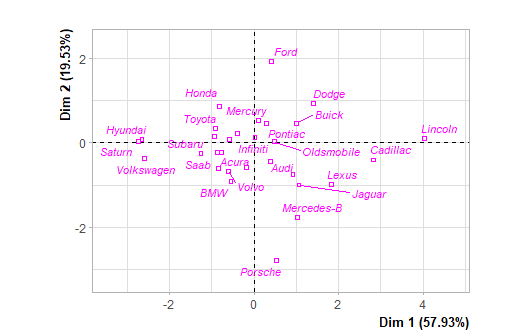 Dim 2 (19.53%)
2
0
-2
Ford
Honda
Dodge
Mercury
Buick
Toyota
Hyundai
Pontiac
Lincoln
Subaru
Saturn
Infiniti
Oldsmobile
Cadillac
Volkswagen
Saab
Acura
Audi
Lexus
BMW
Volvo
Jaguar
Mercedes-B
Porsche
-2
0
2
4
Dim 1 (57.93%)